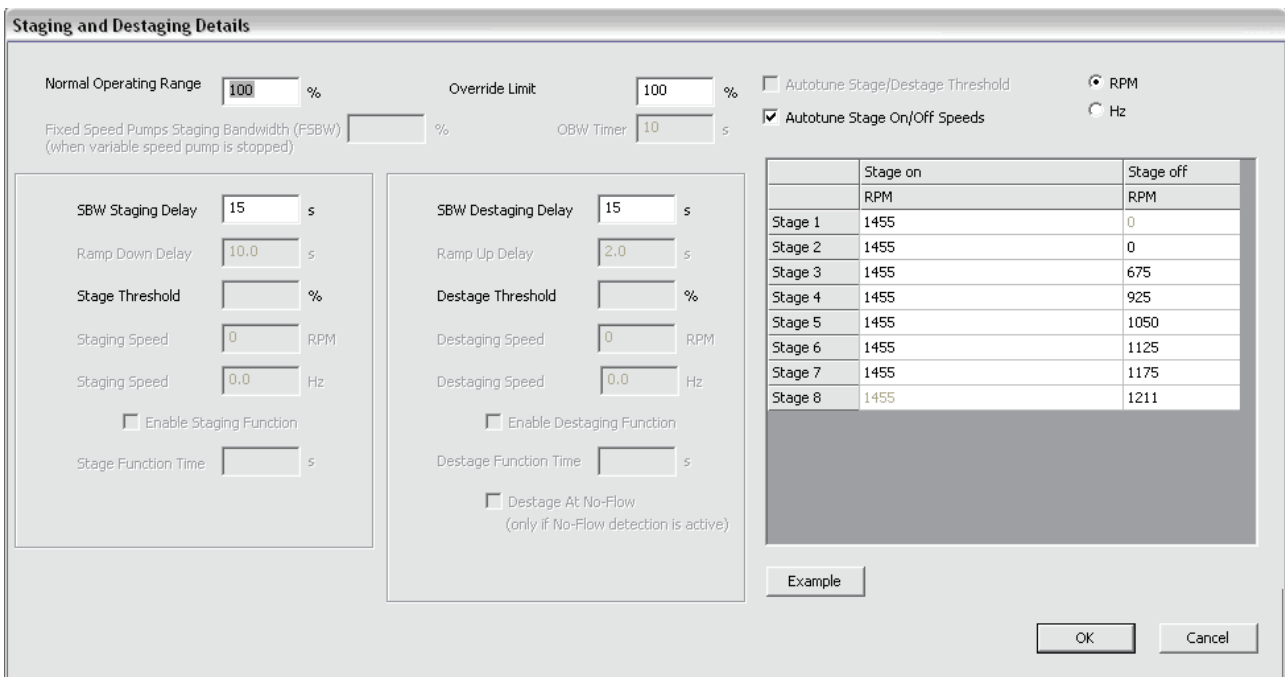 Staging and Destaging Details
Normal Operating Range 100 %
Override Limit 100 %
Autotune Stage/Destage Threshold
RPM
Fixed Speed Pumps Staging Bandwidth (FSBW) %
(when variable speed pump is stopped)
OBW Timer 10 s
Autotune Stage On/Off Speeds
Hz
SBW Staging Delay 15 s
Ramp Down Delay 10.0 s
Stage Threshold %
Staging Speed 0 RPM
Staging Speed 0.0 Hz
Enable Staging Function
Stage Function Time s
SBW Destaging Delay 15 s
Ramp Up Delay 2.0 s
Destage Threshold %
Destaging Speed 0 RPM
Destaging Speed 0.0 Hz
Enable Destaging Function
Destage Function Time s
Destage At No-Flow
(only if No-Flow detection is active)
Stage on Stage off
RPM RPM
Stage 1 1455 0
Stage 2 1455 0
Stage 3 1455 675
Stage 4 1455 925
Stage 5 1455 1050
Stage 6 1455 1125
Stage 7 1455 1175
Stage 8 1455 1211
Example
OK Cancel